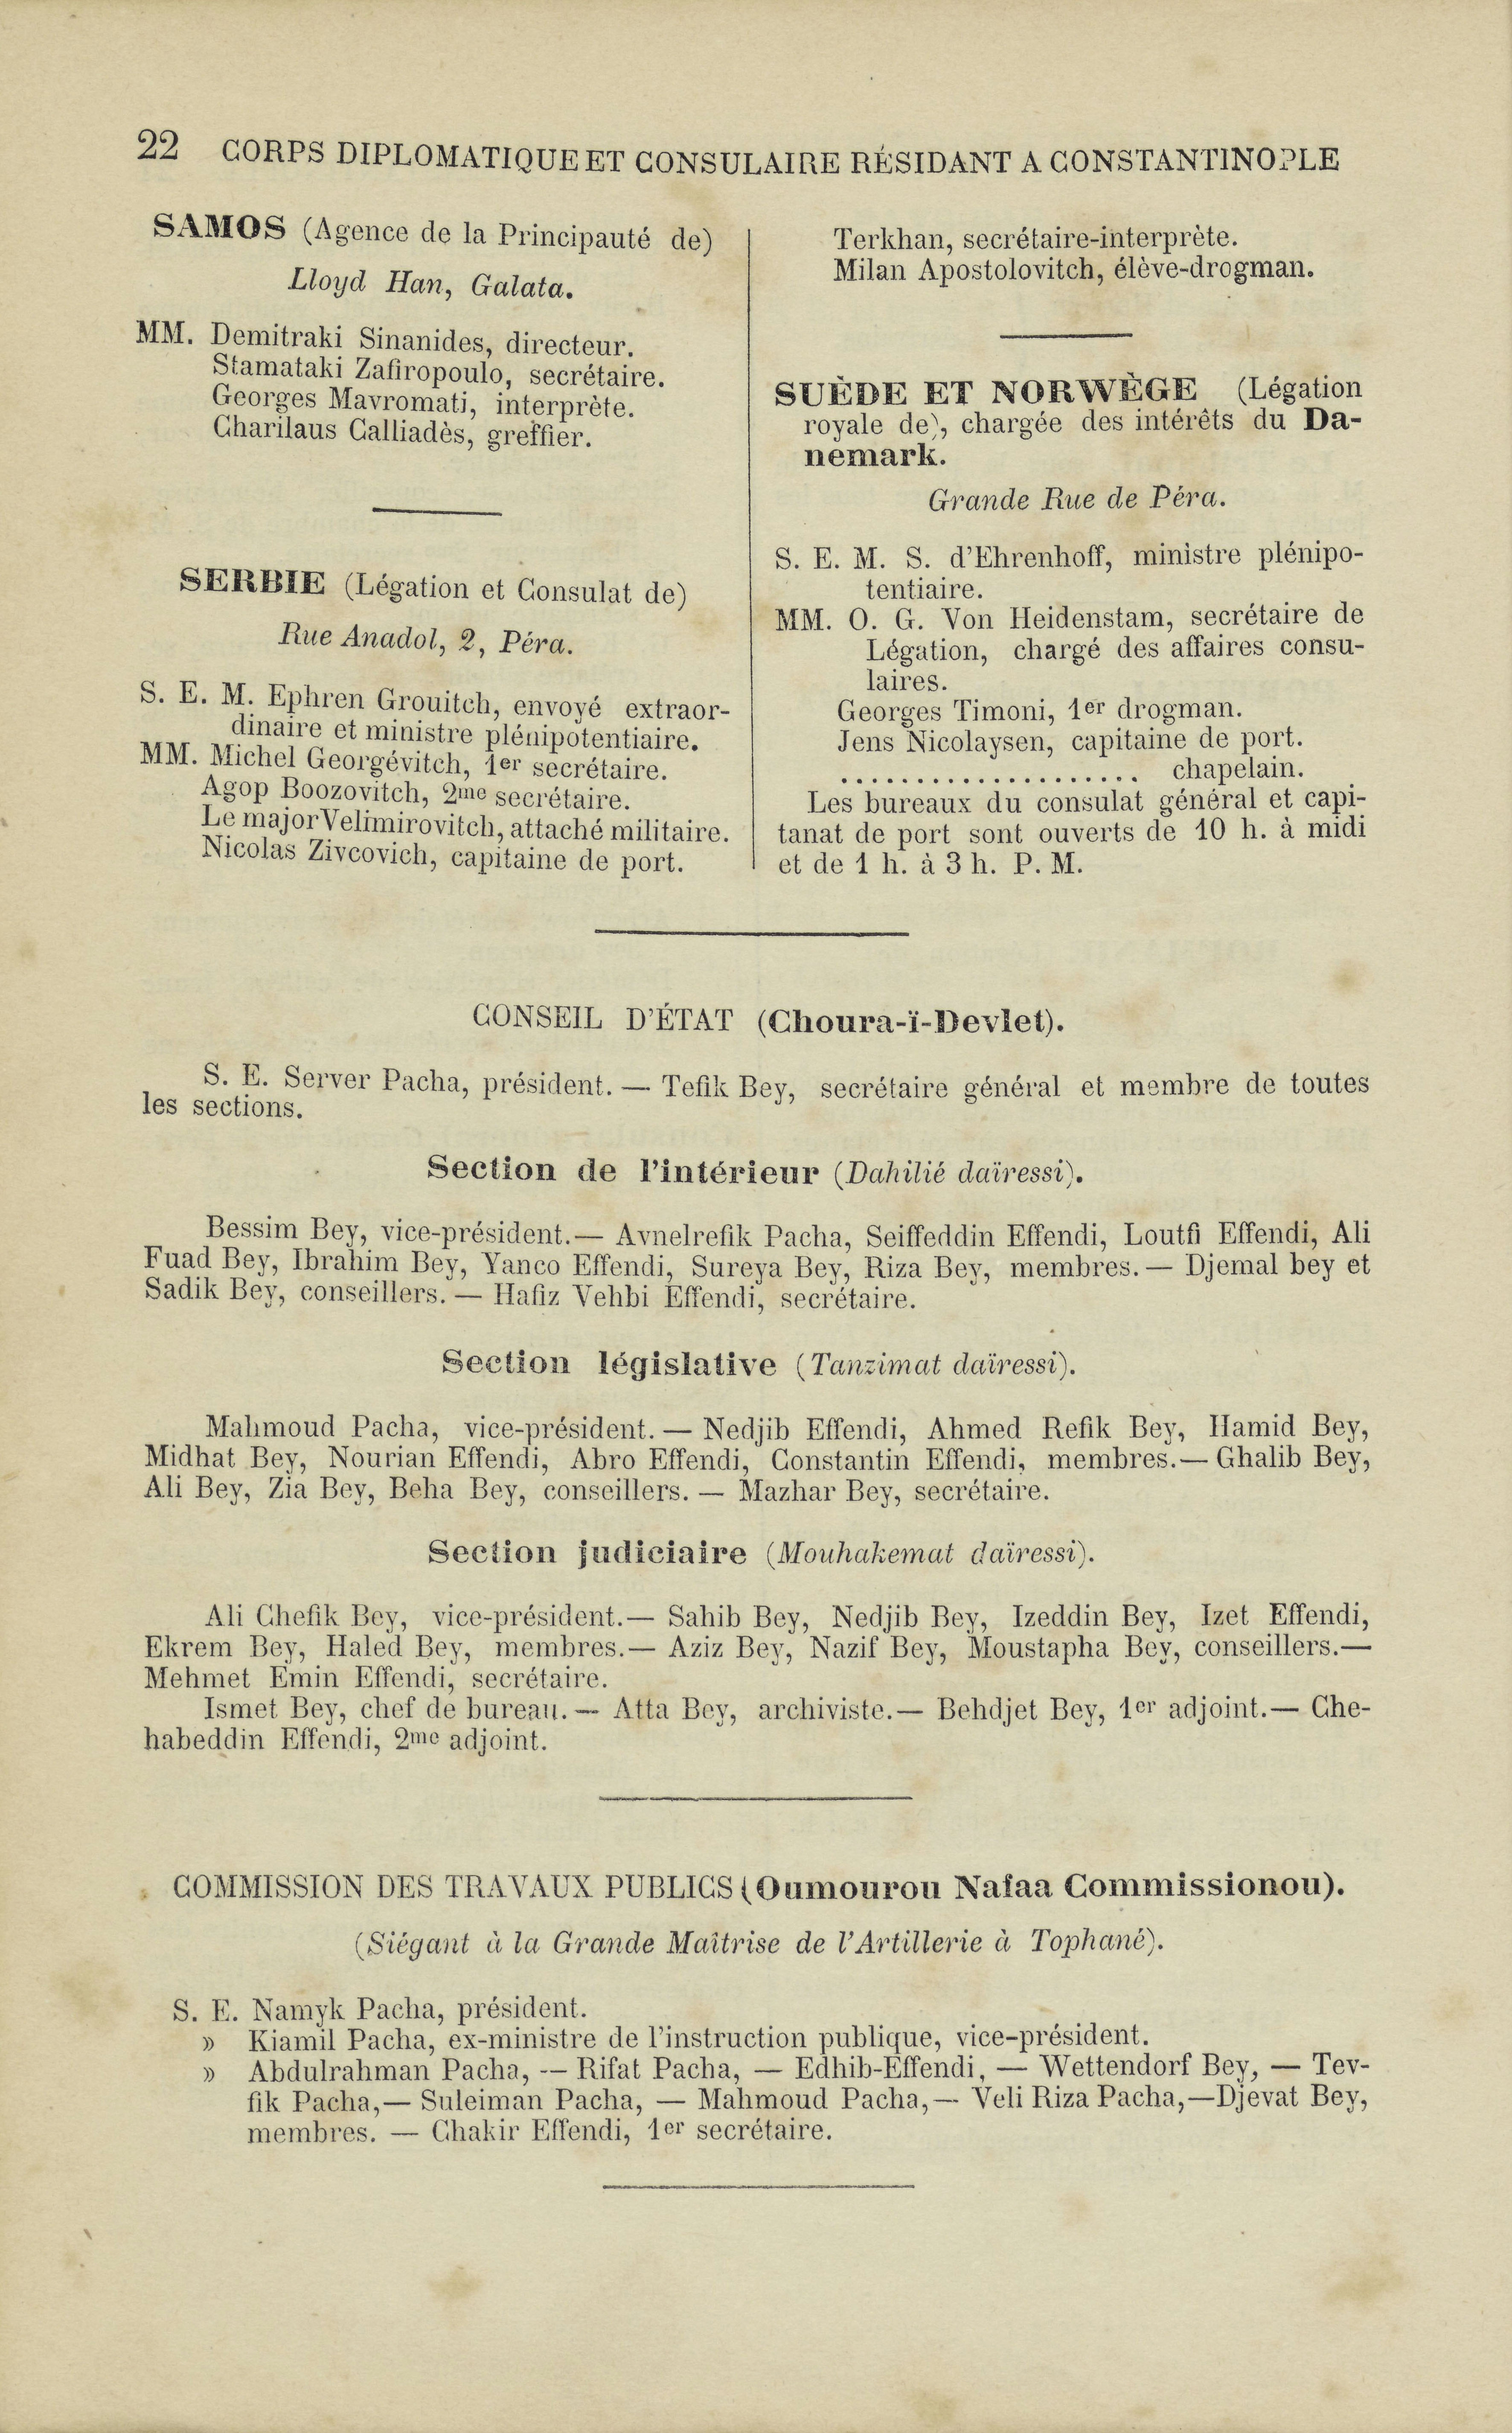 22 CORPS DIPLOMATIQUE ET CONSULAIRE RÉSIDANT A CONSTANTINOPLE
SAMOS (Agence de la Principauté de)
Lloyd Han, Galata.
MM. Demitraki Sinanides, directeur.
Stamataki Zafiropoulo, secrétaire.
Georges Mavromati, interprète.
Charilaus Calliadès, greffier.
SERBIE (Légation et Consulat de)
Rue Anadol, 2, Péra.
S. E. M. Ephren Grouitch, envoyé extraor-
dinaire et ministre plénipotentiaire.
MM. Michel Georgévitch, 1er secrétaire.
Agop Boozovitch, 2me secrétaire.
Le major Velimirovitch, attaché militaire.
Nicolas Zivcovich, capitaine de port.
Terkhan, secrétaire-interprète.
Milan Apostolovitch, élève-drogman.
SUÈDE ET NORWÈGE (Légation
royale de), chargée des intérêts du Da-
nemark.
Grande Rue de Péra.
S. E. M. S. d'Ehrenhoff, ministre plénipo-
tentiaire.
MM. O. G. Von Heidenstam, secrétaire de
Légation, chargé des affaires consu-
laires.
Georges Timoni, 1er drogman.
Jens Nicolaysen, capitaine de port.
.................... chapelain.
Les bureaux du consulat général et capi-
tanat de port sont ouverts de 10 h. à midi
et de 1 h. à 3 h. P. M.
CONSEIL D'ÉTAT (Choura-ï-Devlet).
S. E. Server Pacha, président. — Tefik Bey, secrétaire général et membre de toutes
les sections.
Section de l'intérieur (Dahilié daïressi).
Bessim Bey, vice-président.— Avnelrefik Pacha, Seiffeddin Effendi, Loutfi Effendi, Ali
Fuad Bey, Ibrahim Bey, Yanco Effendi, Sureya Bey, Riza Bey, membres. — Djemal bey et
Sadik Bey, conseillers. — Hafiz Vehbi Effendi, secrétaire.
Section législative (Tanzimat daïressi).
Mahmoud Pacha, vice-président. — Nedjib Effendi, Ahmed Refik Bey, Hamid Bey,
Midhat Bey, Nourian Effendi, Abro Effendi, Constantin Effendi, membres.— Ghalib Bey,
Ali Bey, Zia Bey, Beha Bey, conseillers. — Mazhar Bey, secrétaire.
Section judiciaire (Mouhakemat daïressi).
Ali Chefik Bey, vice-président.— Sahib Bey, Nedjib Bey, Izeddin Bey, Izet Effendi,
Ekrem Bey, Haled Bey, membres.— Aziz Bey, Nazif Bey, Moustapha Bey, conseillers.—
Mehmet Emin Effendi, secrétaire.
Ismet Bey, chef de bureau. — Atta Bey, archiviste.— Behdjet Bey, 1er adjoint.— Che-
habeddin Effendi, 2me adjoint.
COMMISSION DES TRAVAUX PUBLICS (Oumourou Nafaa Commissionou).
(Siégant à la Grande Maîtrise de l'Artillerie à Tophané).
S. E. Namyk Pacha, président.
» Kiamil Pacha, ex-ministre de l'instruction publique, vice-président.
» Abdulrahman Pacha, — Rifat Pacha, — Edhib-Effendi, — Wettendorf Bey, — Tev-
fik Pacha,— Suleiman Pacha, — Mahmoud Pacha,— Veli Riza Pacha,—Djevat Bey,
membres. — Chakir Effendi, 1er secrétaire.